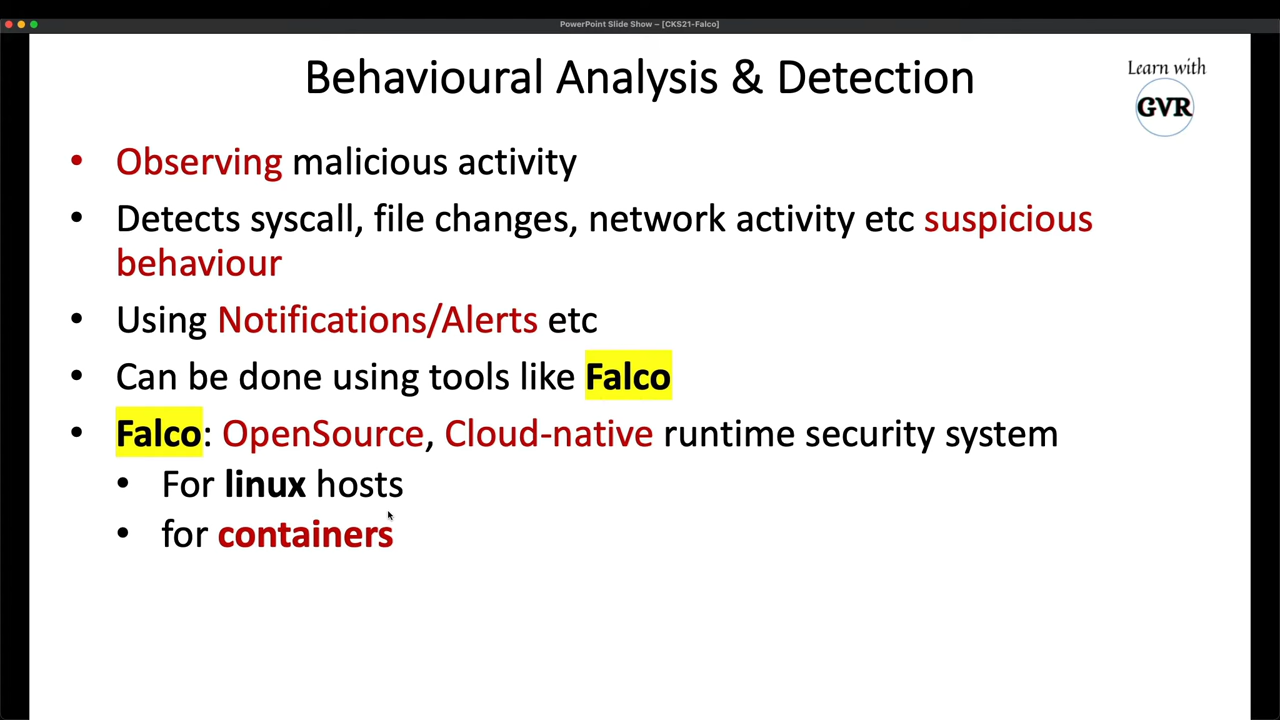 PowerPoint Slide Show – [CKS21-Falco]
Behavioural Analysis & Detection
Learn with
GVR
• Observing malicious activity
• Detects syscall, file changes, network activity etc suspicious
behaviour
• Using Notifications/Alerts etc
• Can be done using tools like Falco
• Falco: OpenSource, Cloud-native runtime security system
• For linux hosts
• for containers